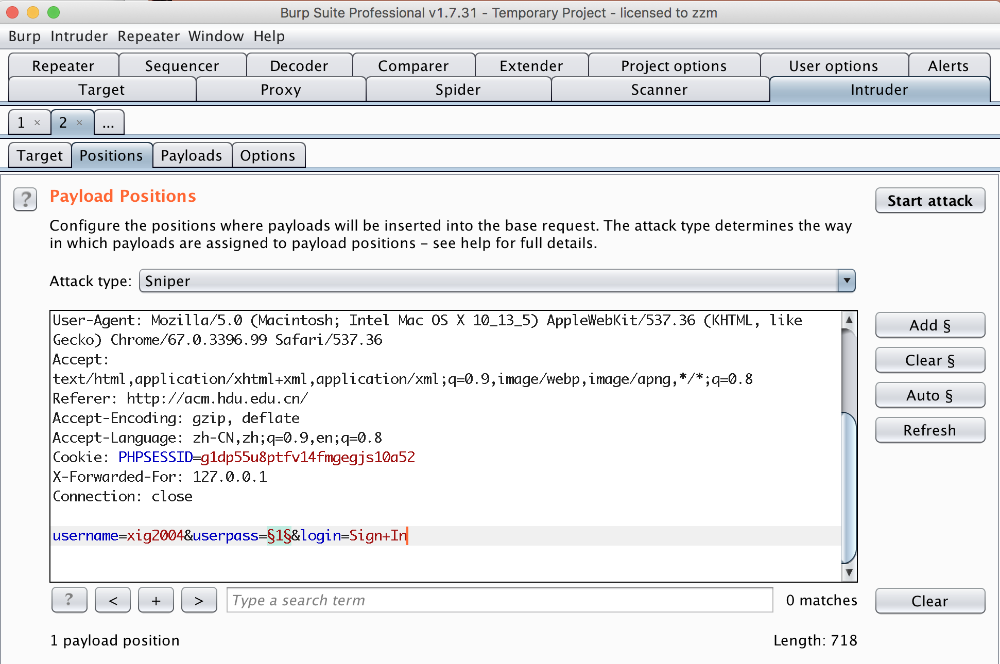 Burp Suite Professional v1.7.31 - Temporary Project - licensed to zzm
Burp Intruder Repeater Window Help
Repeater Sequencer Decoder Comparer Extender Project options User options Alerts
Target Proxy Spider Scanner Intruder
1 × 2 × ...
Target Positions Payloads Options
? Payload Positions Start attack
Configure the positions where payloads will be inserted into the base request. The attack type determines the way
in which payloads are assigned to payload positions – see help for full details.
Attack type: Sniper
User-Agent: Mozilla/5.0 (Macintosh; Intel Mac OS X 10_13_5) AppleWebKit/537.36 (KHTML, like
Gecko) Chrome/67.0.3396.99 Safari/537.36
Accept:
text/html,application/xhtml+xml,application/xml;q=0.9,image/webp,image/apng,*/*;q=0.8
Referer: http://acm.hdu.edu.cn/
Accept-Encoding: gzip, deflate
Accept-Language: zh-CN,zh;q=0.9,en;q=0.8
Cookie: PHPSESSID=g1dp55u8ptfv14fmgegjs10a52
X-Forwarded-For: 127.0.0.1
Connection: close
username=xig2004&userpass=§1§&login=Sign+In
Add §
Clear §
Auto §
Refresh
? < + > Type a search term 0 matches Clear
1 payload position Length: 718